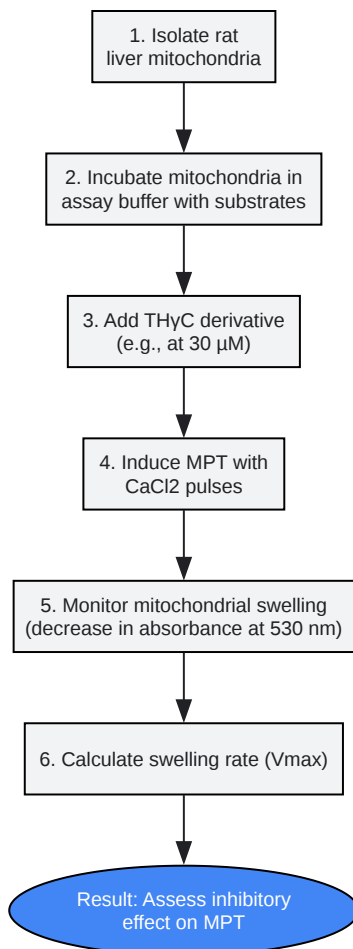 1. Isolate rat
liver mitochondria
2. Incubate mitochondria in
assay buffer with substrates
3. Add THγC derivative
(e.g., at 30 µM)
4. Induce MPT with
CaCl2 pulses
5. Monitor mitochondrial swelling
(decrease in absorbance at 530 nm)
6. Calculate swelling rate (Vmax)
Result: Assess inhibitory
effect on MPT